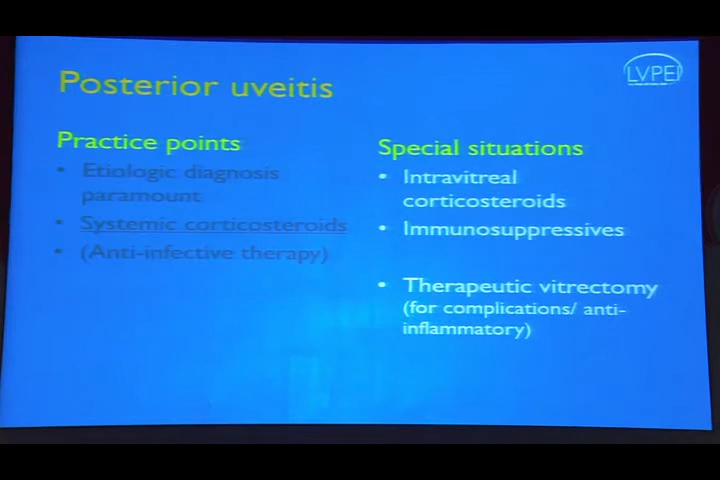 Posterior uveitis
LVPEI
Practice points
• Etiologic diagnosis
paramount
• Systemic corticosteroids
• (Anti-infective therapy)
Special situations
• Intravitreal
corticosteroids
• Immunosuppressives
• Therapeutic vitrectomy
(for complications/ anti-
inflammatory)